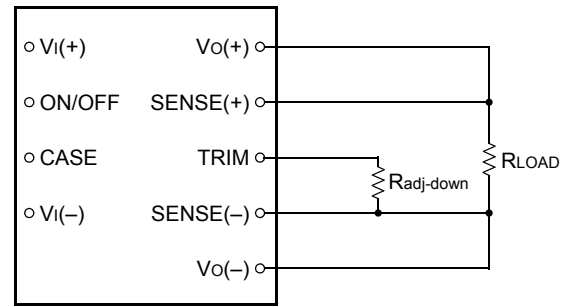 VI(+) VO(+)
ON/OFF SENSE(+)
CASE TRIM
RLOAD
Radj-down
VI(–) SENSE(–)
VO(–)